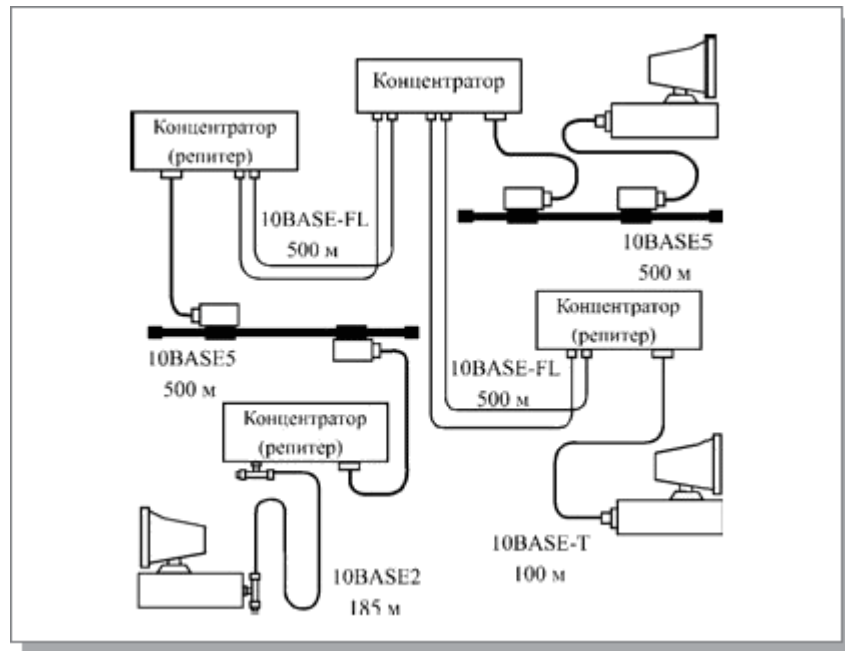 Концентратор
Концентратор
(репитер)
10BASE-FL
500 м
10BASE5
500 м
Концентратор
(репитер)
10BASE5
500 м
10BASE-FL
500 м
Концентратор
(репитер)
10BASE-T
100 м
10BASE2
185 м